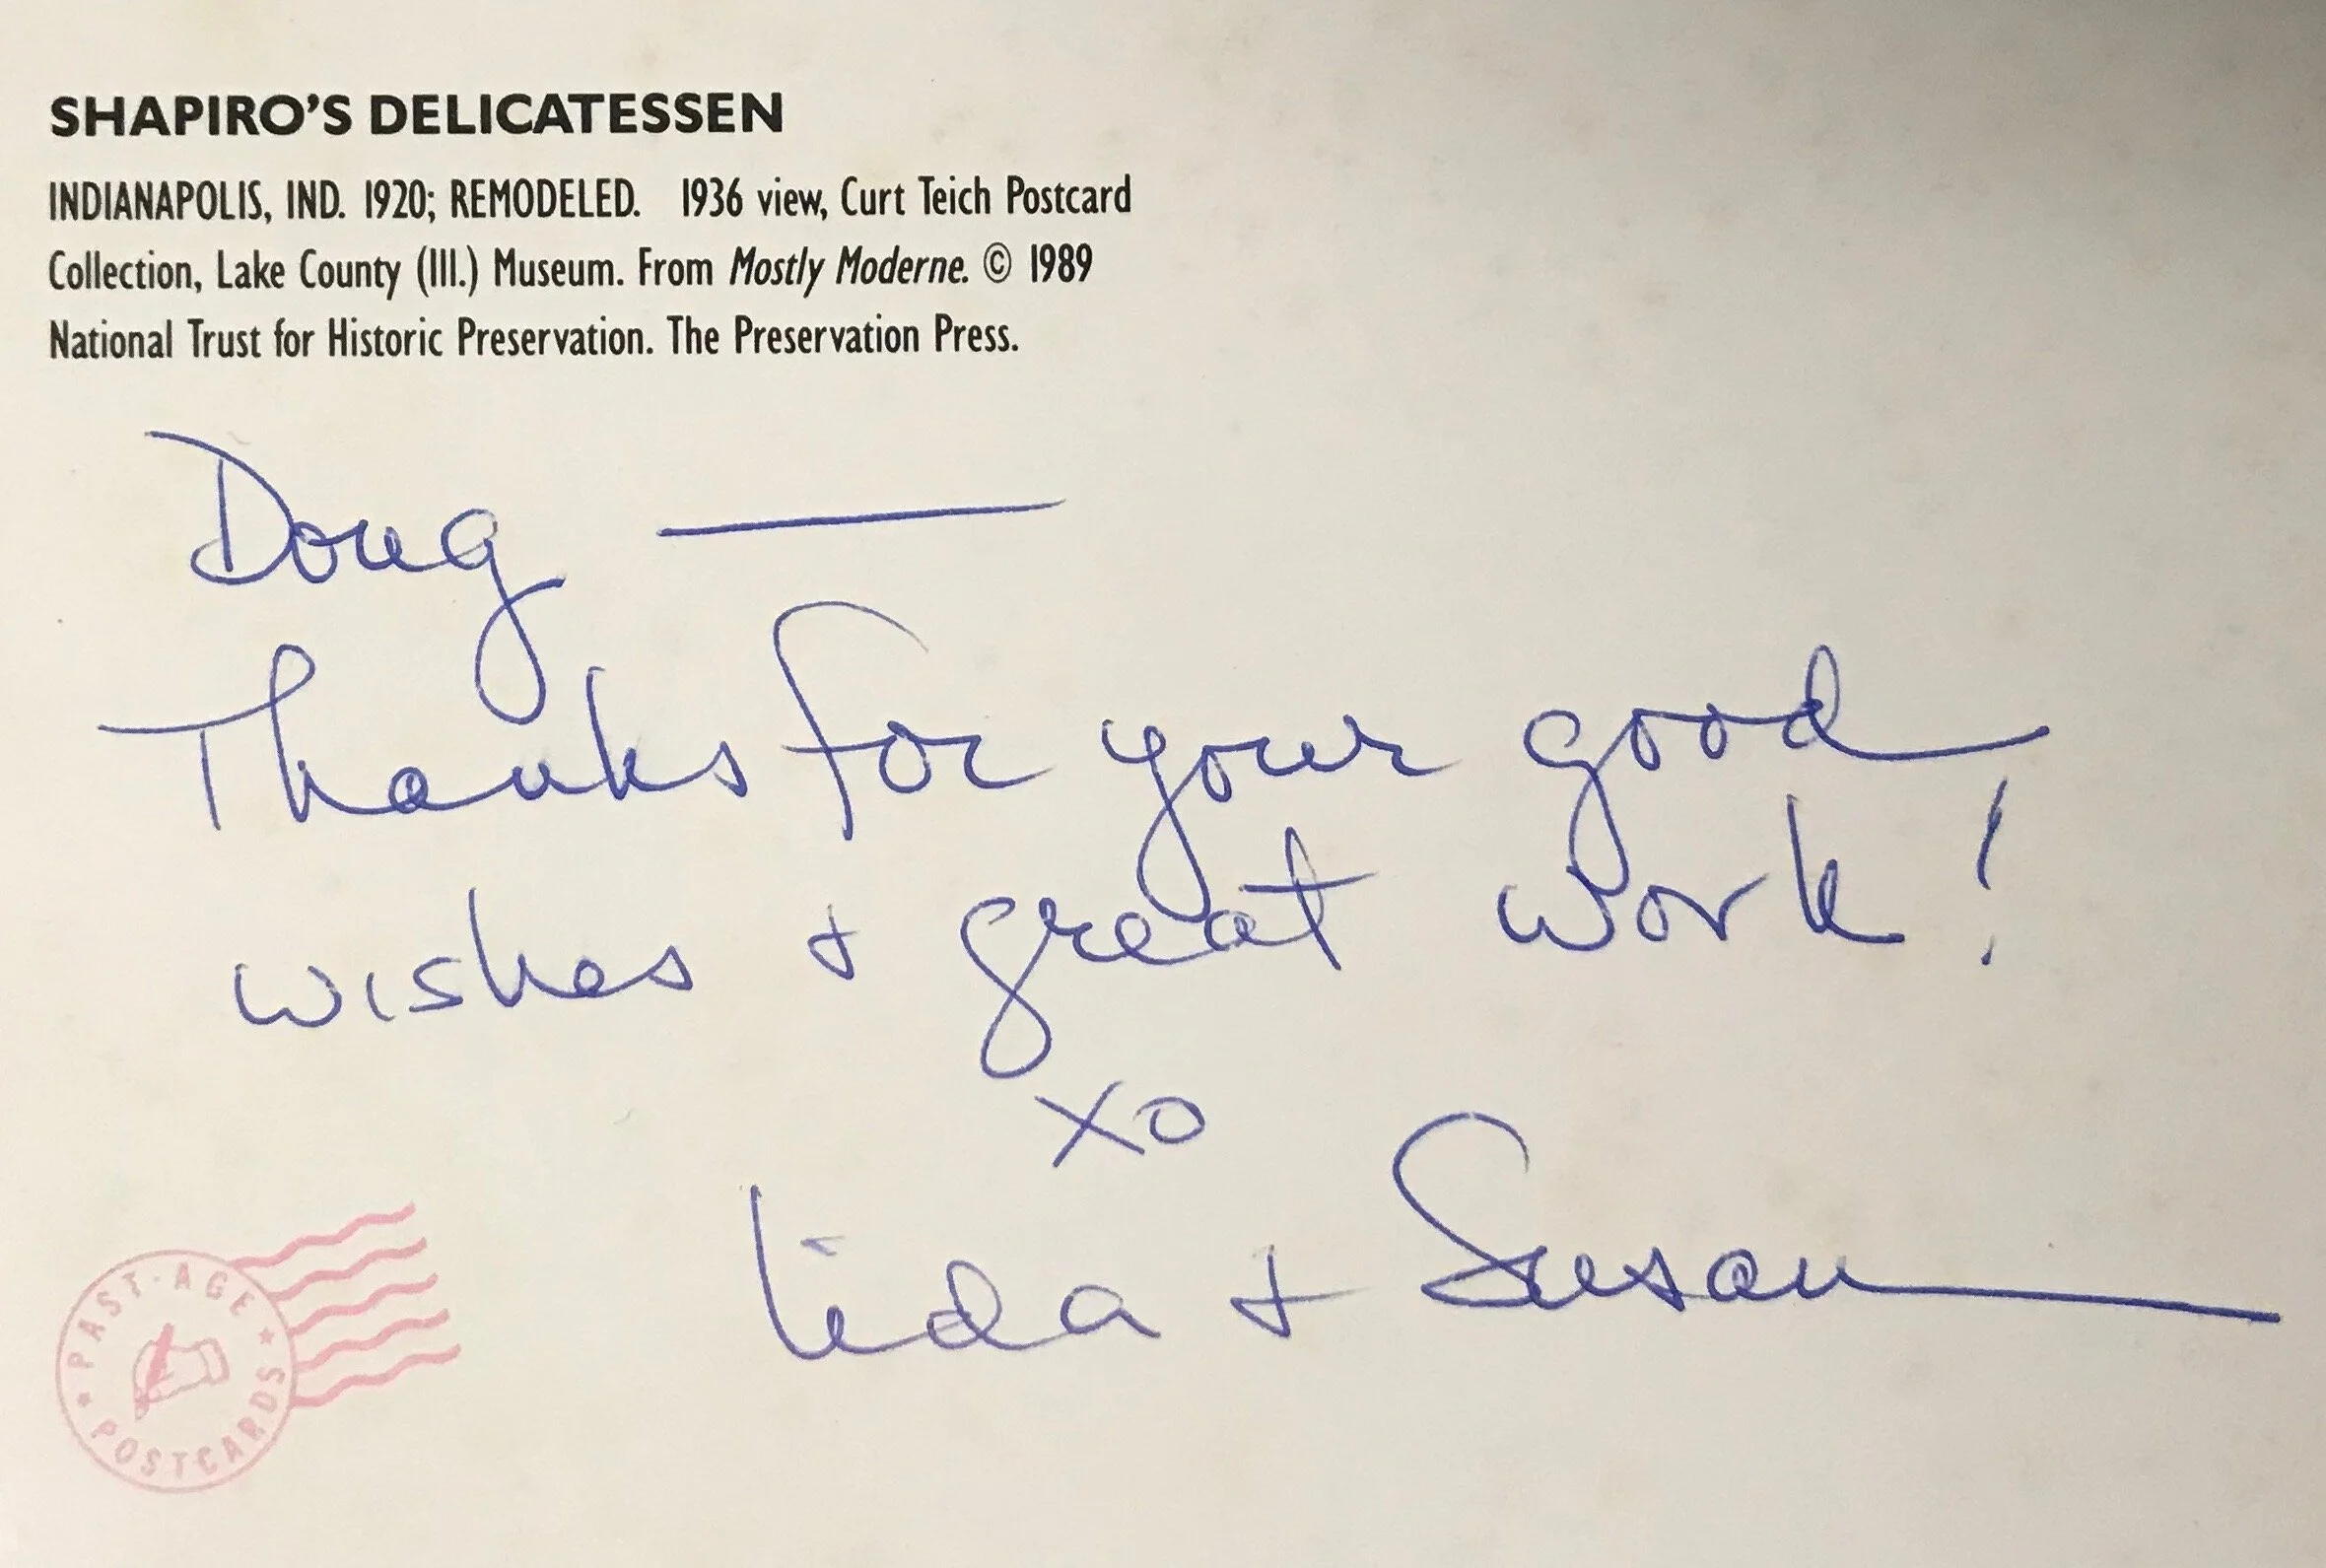 SHAPIRO'S DELICATESSEN
INDIANAPOLIS, IND. 1920; REMODELED. 1936 view, Curt Teich Postcard
Collection, Lake County (Ill.) Museum. From Mostly Moderne. © 1989
National Trust for Historic Preservation. The Preservation Press.
Doug —
Thanks for your good
wishes + great work!
XO
+ Susan
PAST-AGE
POSTCARDS